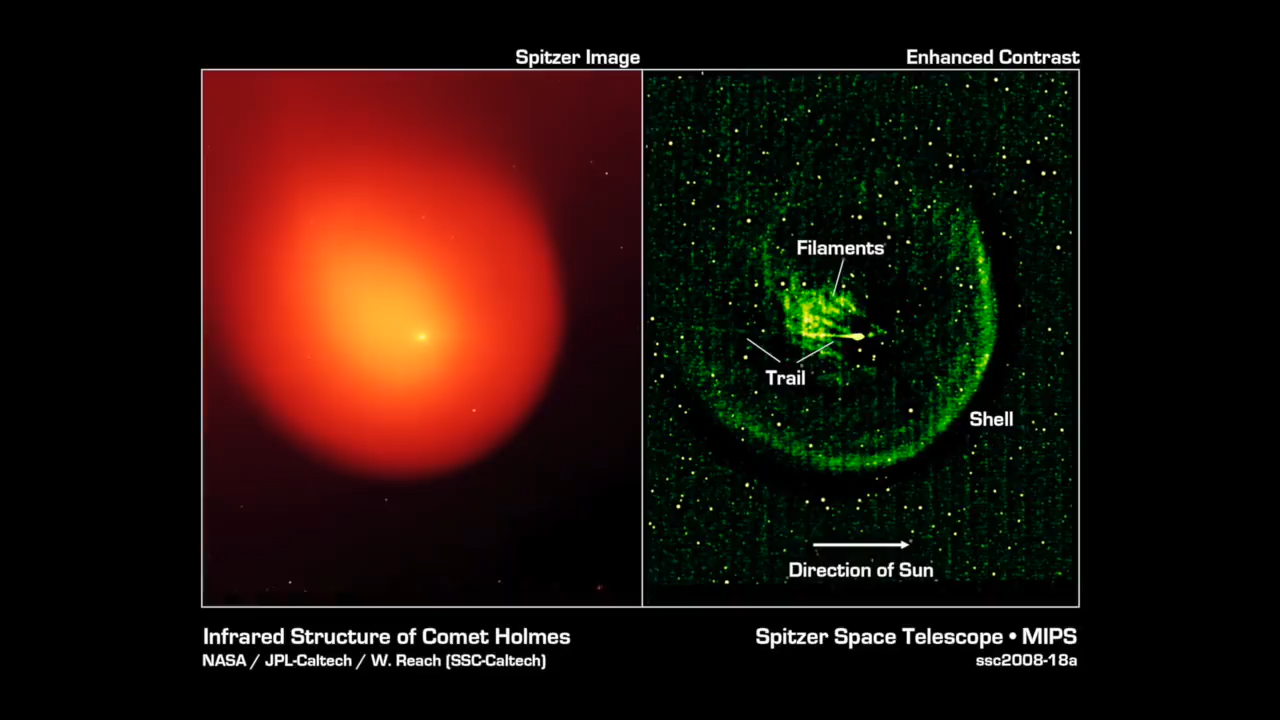 Spitzer Image
Enhanced Contrast
Filaments
Trail
Shell
Direction of Sun
Infrared Structure of Comet Holmes
NASA / JPL-Caltech / W. Reach (SSC-Caltech)
Spitzer Space Telescope • MIPS
ssc2008-18a